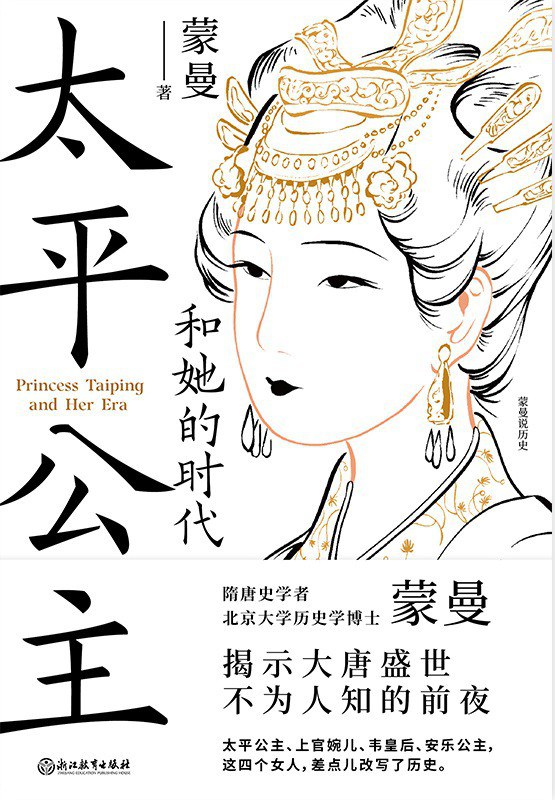 太平公主
和她的时代
蒙曼
著
Princess Taiping
and Her Era
蒙曼说历史
隋唐史学者
北京大学历史学博士
蒙曼
揭示大唐盛世
不为人知的前夜
太平公主、上官婉儿、韦皇后、安乐公主，
这四个女人，差点儿改写了历史。
浙江教育出版社
ZHEJIANG EDUCATION PUBLISHING HOUSE